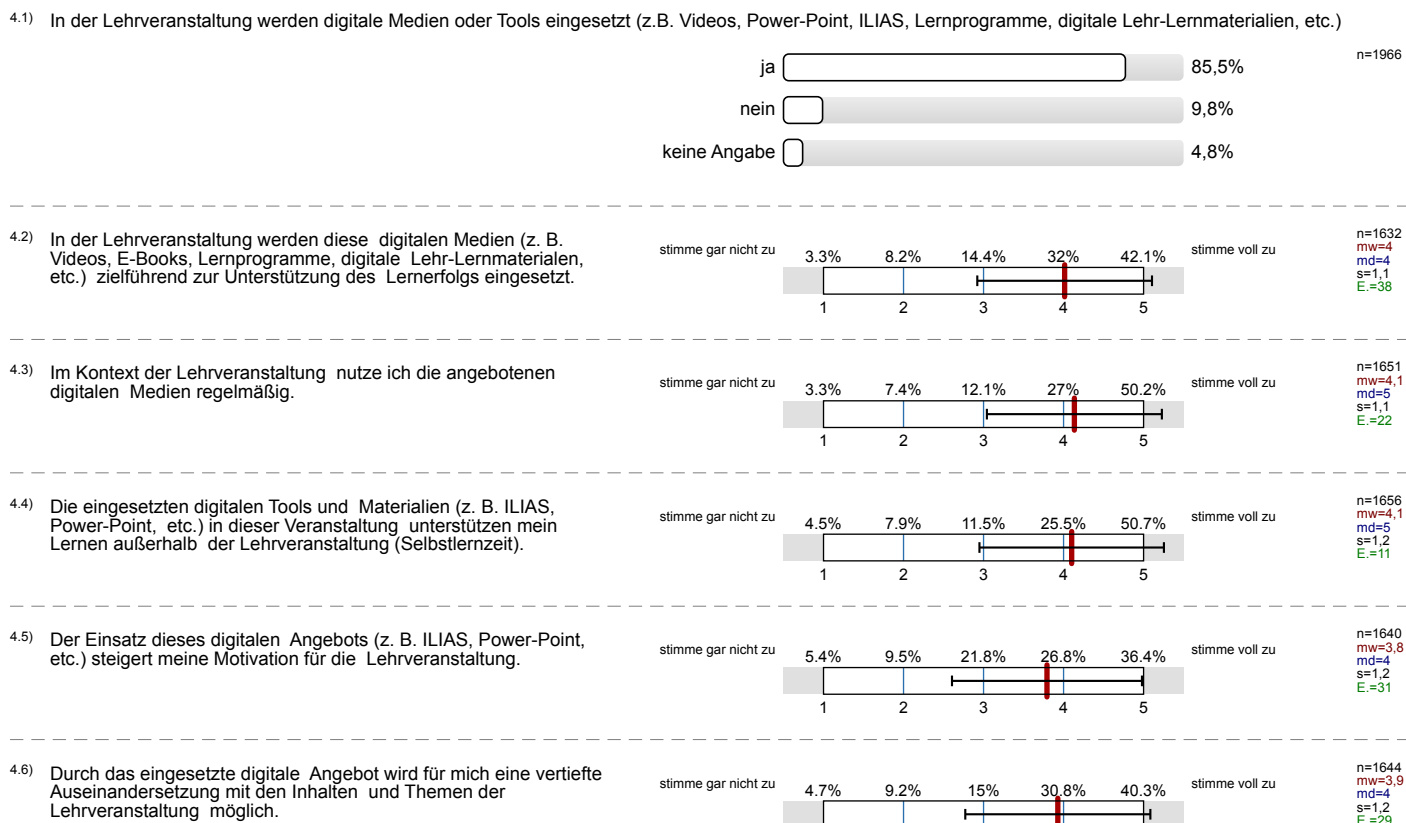 4.1) In der Lehrveranstaltung werden digitale Medien oder Tools eingesetzt (z.B. Videos, Power-Point, ILIAS, Lernprogramme, digitale Lehr-Lernmaterialien, etc.)
n=1966
ja 85,5%
nein 9,8%
keine Angabe 4,8%
4.2) In der Lehrveranstaltung werden diese digitalen Medien (z. B.
Videos, E-Books, Lernprogramme, digitale Lehr-Lernmaterialen,
etc.) zielführend zur Unterstützung des Lernerfolgs eingesetzt.
stimme gar nicht zu
3.3% 8.2% 14.4% 32% 42.1%
1 2 3 4 5
stimme voll zu
n=1632
mw=4
md=4
s=1,1
E.=38
4.3) Im Kontext der Lehrveranstaltung nutze ich die angebotenen
digitalen Medien regelmäßig.
stimme gar nicht zu
3.3% 7.4% 12.1% 27% 50.2%
1 2 3 4 5
stimme voll zu
n=1651
mw=4,1
md=5
s=1,1
E.=22
4.4) Die eingesetzten digitalen Tools und Materialien (z. B. ILIAS,
Power-Point, etc.) in dieser Veranstaltung unterstützen mein
Lernen außerhalb der Lehrveranstaltung (Selbstlernzeit).
stimme gar nicht zu
4.5% 7.9% 11.5% 25.5% 50.7%
1 2 3 4 5
stimme voll zu
n=1656
mw=4,1
md=5
s=1,2
E.=11
4.5) Der Einsatz dieses digitalen Angebots (z. B. ILIAS, Power-Point,
etc.) steigert meine Motivation für die Lehrveranstaltung.
stimme gar nicht zu
5.4% 9.5% 21.8% 26.8% 36.4%
1 2 3 4 5
stimme voll zu
n=1640
mw=3,8
md=4
s=1,2
E.=31
4.6) Durch das eingesetzte digitale Angebot wird für mich eine vertiefte
Auseinandersetzung mit den Inhalten und Themen der
Lehrveranstaltung möglich.
stimme gar nicht zu
4.7% 9.2% 15% 30.8% 40.3%
stimme voll zu
n=1644
mw=3,9
md=4
s=1,2
E.=29